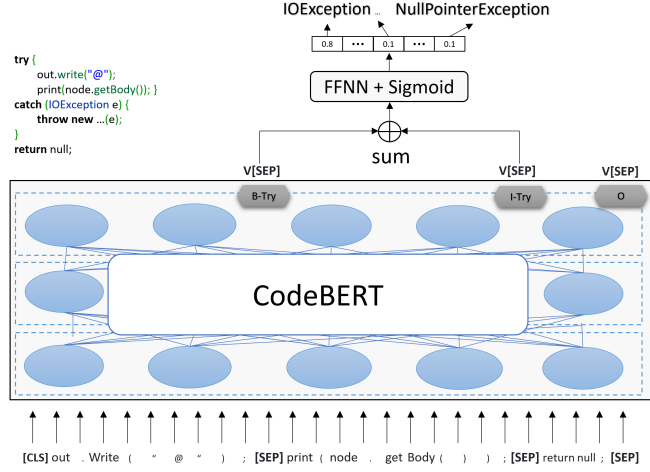 IOException ... NullPointerException
0.8 ... 0.1 ... 0.1
try {
out.write("@");
print(node.getBody()); }
catch (IOException e) {
throw new ...(e);
}
return null;
FFNN + Sigmoid
sum
V[SEP] V[SEP] V[SEP]
B-Try I-Try O
CodeBERT
[CLS] out . Write ( " @ " ) ; [SEP] print ( node . get Body ( ) ) ; [SEP] return null ; [SEP]